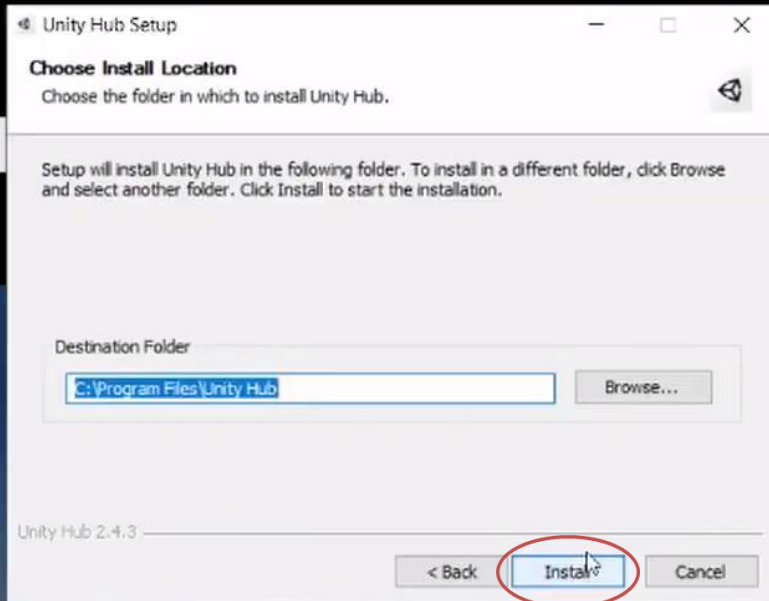 Unity Hub Setup
Choose Install Location
Choose the folder in which to install Unity Hub.
Setup will install Unity Hub in the following folder. To install in a different folder, click Browse
and select another folder. Click Install to start the installation.
Destination Folder
C:\Program Files\Unity Hub
Browse...
Unity Hub 2.4.3
< Back
Install
Cancel